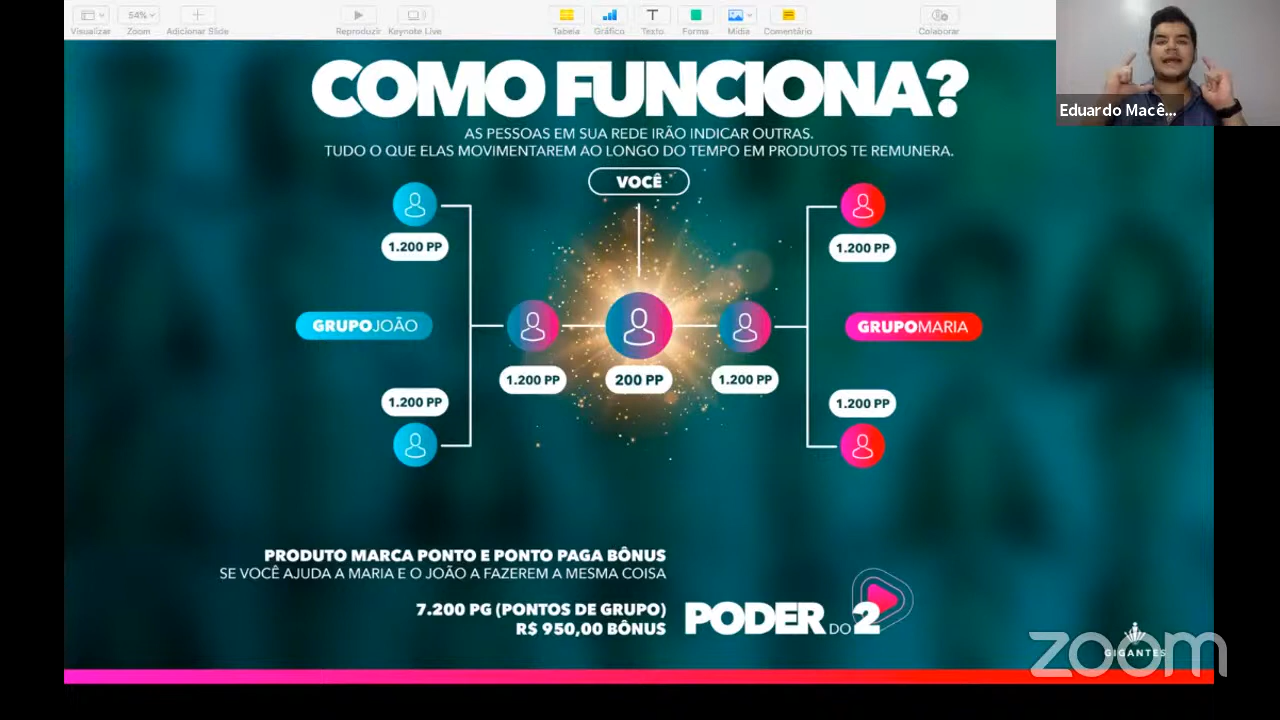 Visualizar
54%
Zoom
Adicionar Slide
Reproduzir
Keynote Live
Tabela
Gráfico
Texto
Forma
Mídia
Comentário
Colaborar
Eduardo Macê...
COMO FUNCIONA?
AS PESSOAS EM SUA REDE IRÃO INDICAR OUTRAS.
TUDO O QUE ELAS MOVIMENTAREM AO LONGO DO TEMPO EM PRODUTOS TE REMUNERA.
VOCÊ
1.200 PP
1.200 PP
GRUPOJOÃO
GRUPOMARIA
1.200 PP
200 PP
1.200 PP
1.200 PP
1.200 PP
PRODUTO MARCA PONTO E PONTO PAGA BÔNUS
SE VOCÊ AJUDA A MARIA E O JOÃO A FAZEREM A MESMA COISA
7.200 PG (PONTOS DE GRUPO)
R$ 950,00 BÔNUS
PODER DO 2
GIGANTES
zoom